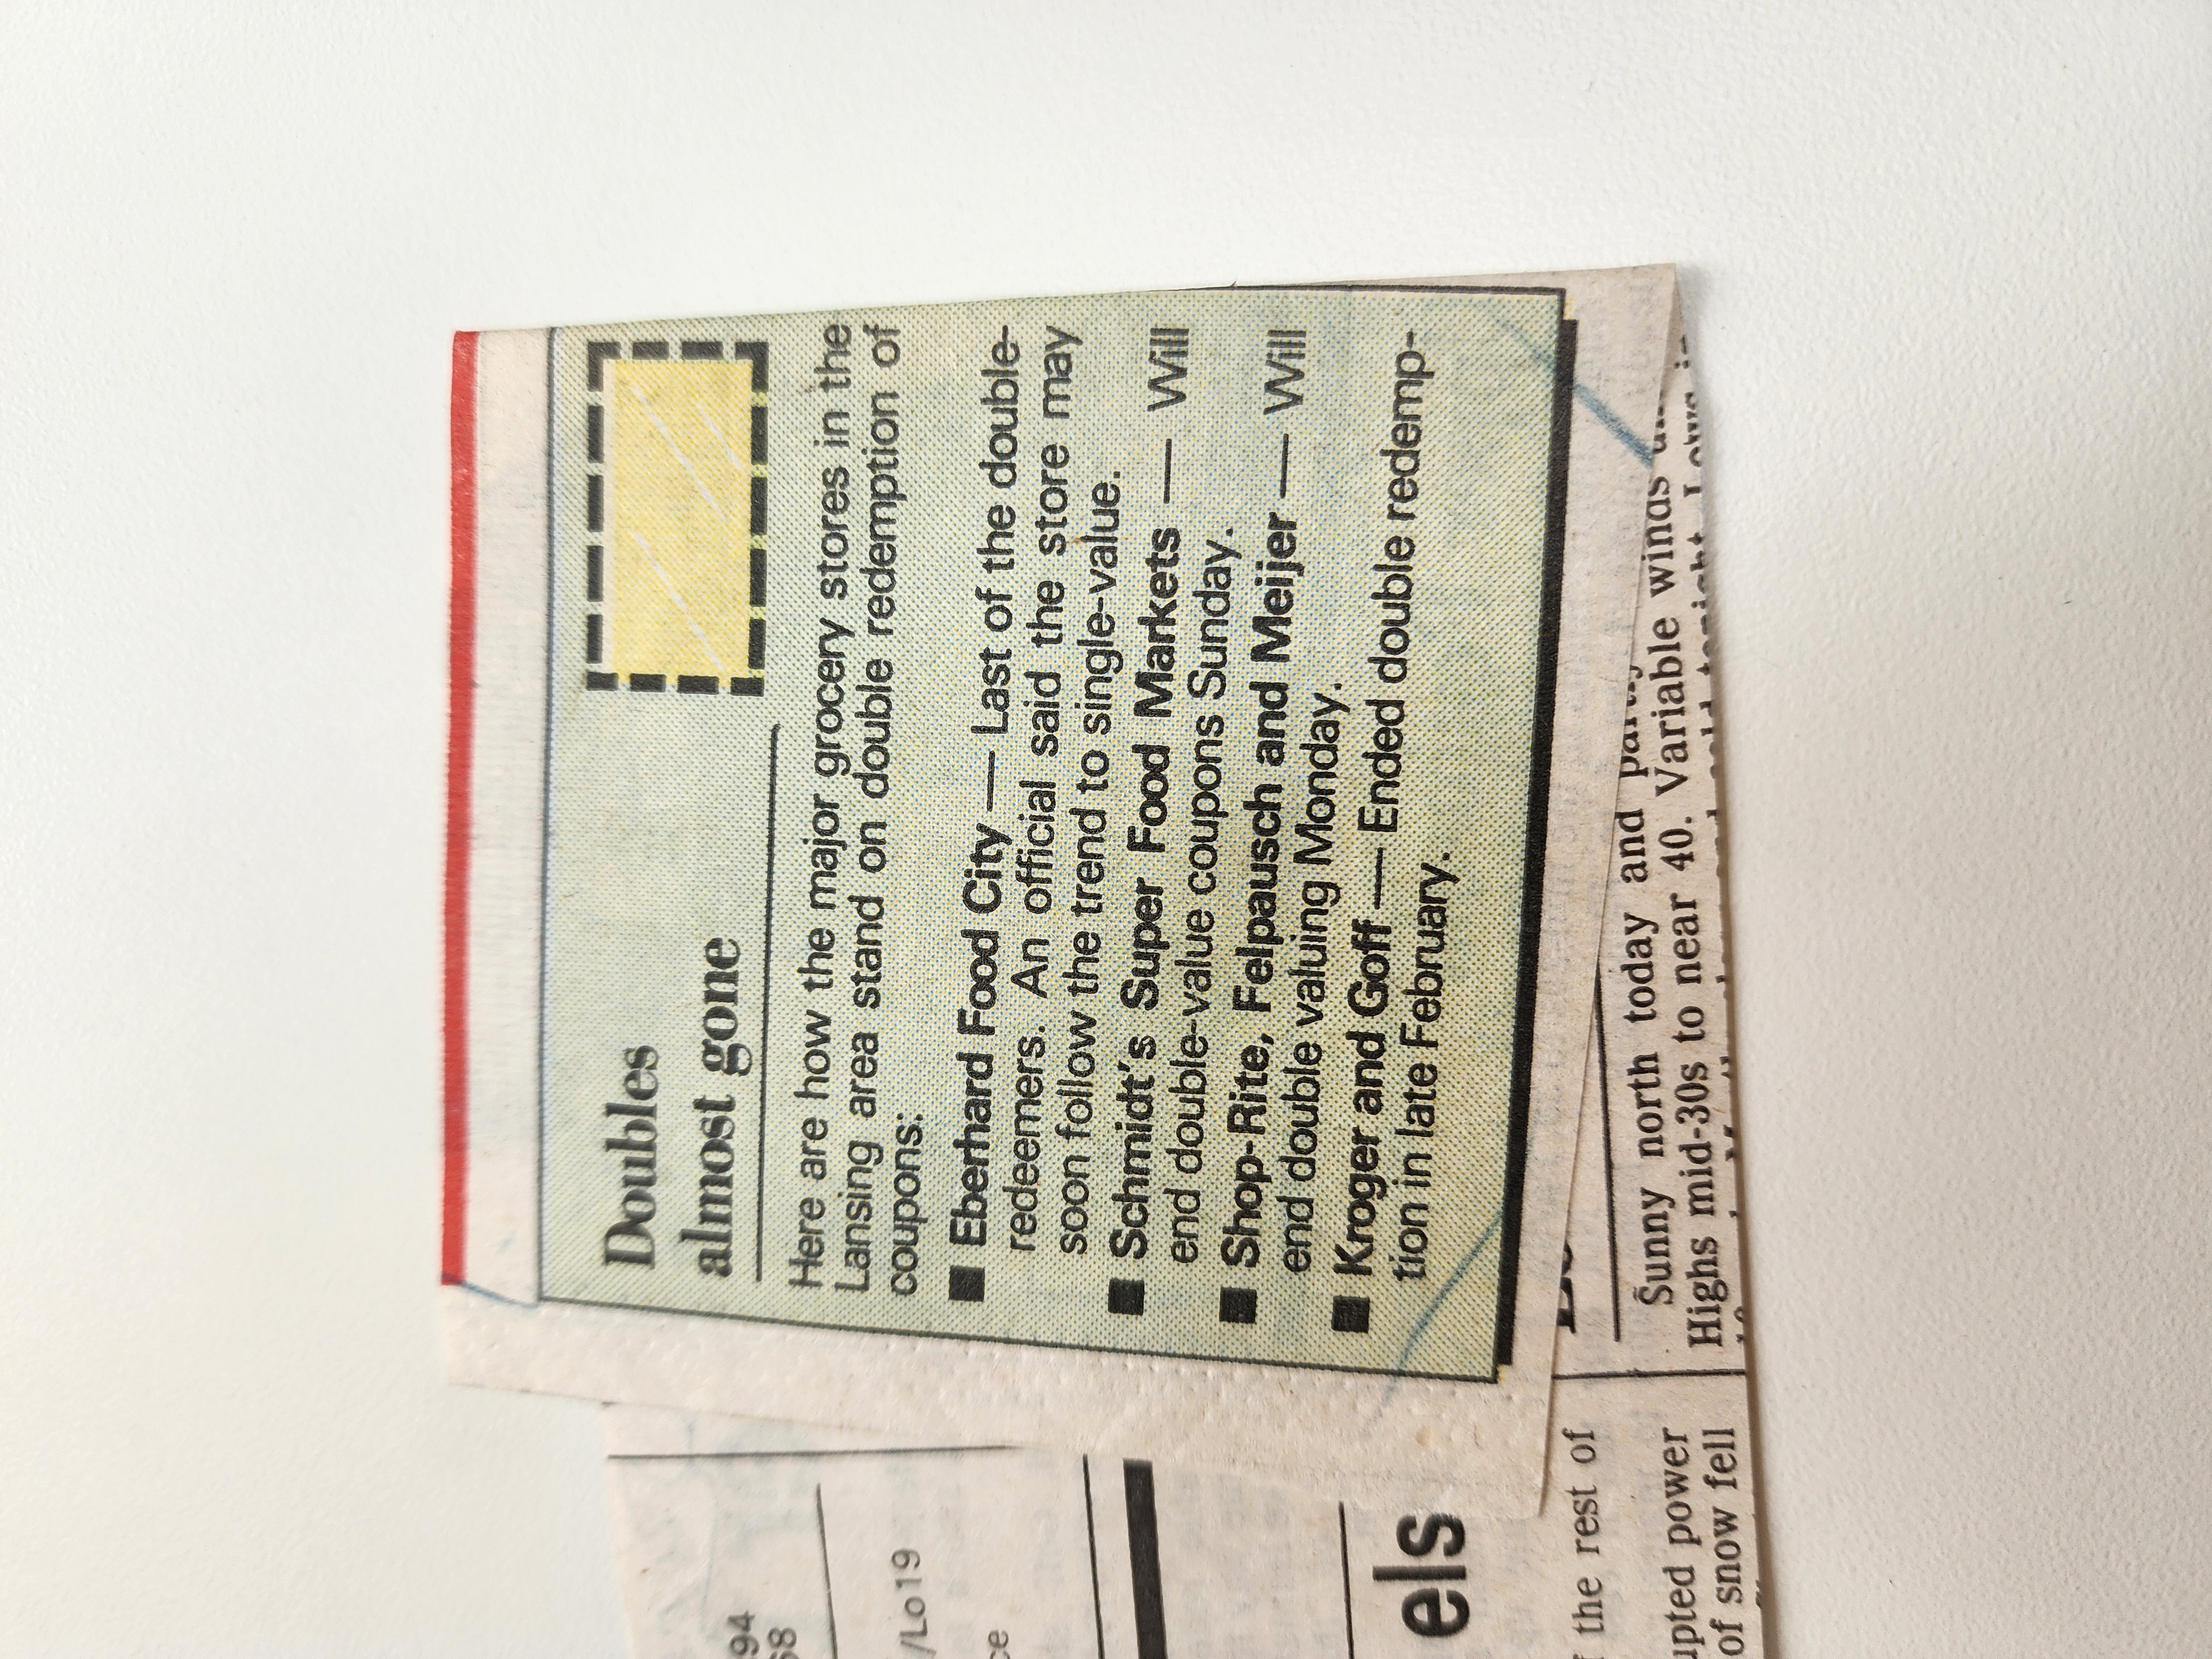 Doubles
almost gone
Here are how the major grocery stores in the
Lansing area stand on double redemption of
coupons:
■ Eberhard Food City — Last of the double-
redeemers. An official said the store may
soon follow the trend to single-value.
■ Schmidt's Super Food Markets — Will
end double-value coupons Sunday.
■ Shop-Rite, Felpausch and Meijer — Will
end double valuing Monday.
■ Kroger and Goff — Ended double redemp-
tion in late February.
94
68
/Lo19
ce
els
the rest of
upted power
of snow fell
Sunny north today and partly
Highs mid-30s to near 40. Variable winds